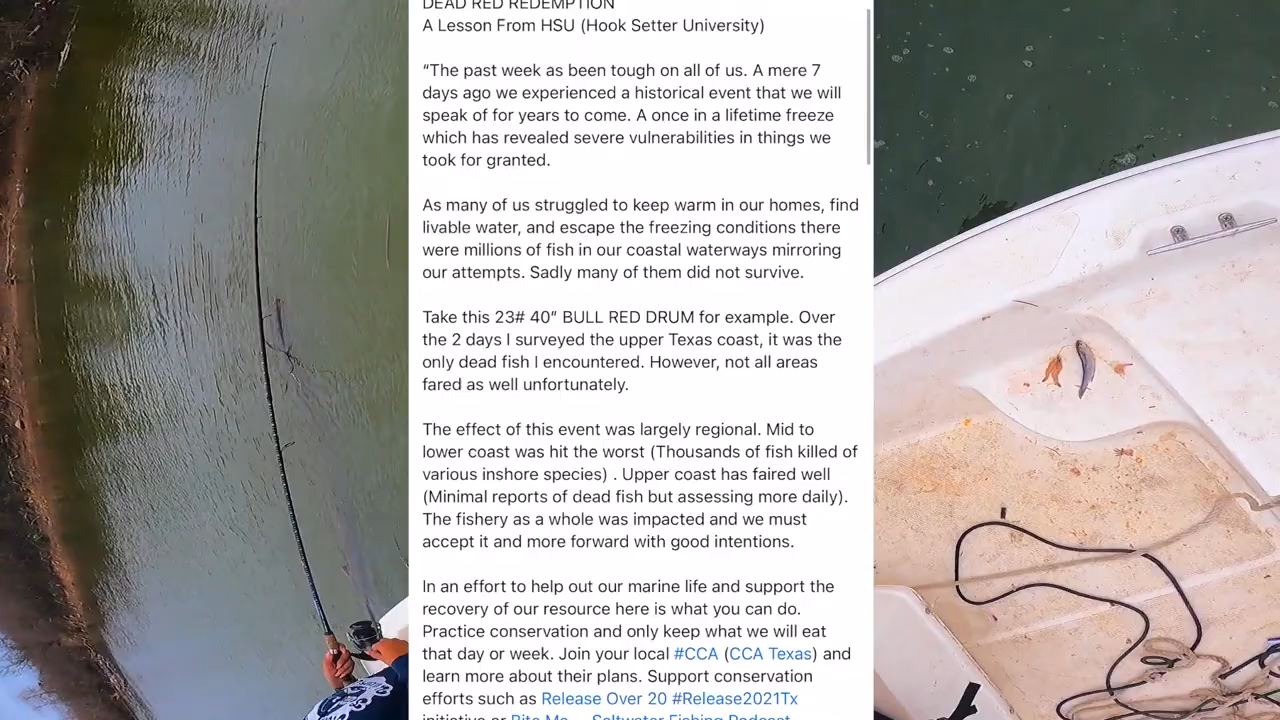 DEAD RED REDEMPTION
A Lesson From HSU (Hook Setter University)
“The past week as been tough on all of us. A mere 7
days ago we experienced a historical event that we will
speak of for years to come. A once in a lifetime freeze
which has revealed severe vulnerabilities in things we
took for granted.
As many of us struggled to keep warm in our homes, find
livable water, and escape the freezing conditions there
were millions of fish in our coastal waterways mirroring
our attempts. Sadly many of them did not survive.
Take this 23# 40” BULL RED DRUM for example. Over
the 2 days I surveyed the upper Texas coast, it was the
only dead fish I encountered. However, not all areas
fared as well unfortunately.
The effect of this event was largely regional. Mid to
lower coast was hit the worst (Thousands of fish killed of
various inshore species) . Upper coast has faired well
(Minimal reports of dead fish but assessing more daily).
The fishery as a whole was impacted and we must
accept it and more forward with good intentions.
In an effort to help out our marine life and support the
recovery of our resource here is what you can do.
Practice conservation and only keep what we will eat
that day or week. Join your local #CCA (CCA Texas) and
learn more about their plans. Support conservation
efforts such as Release Over 20 #Release2021Tx
initiative or Bite Me - Saltwater Fishing Podcast